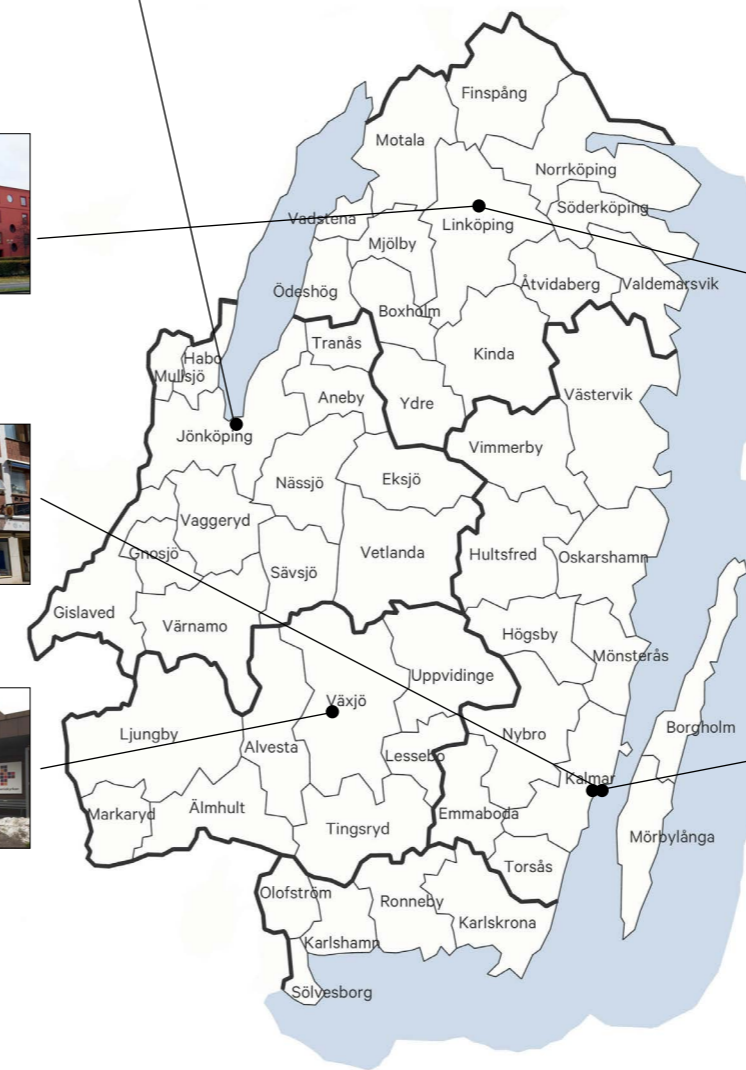 Finspång
Motala
Norrköping
Söderköping
Vadstena
Linköping
Mjölby
Åtvidaberg
Valdemarsvik
Ödeshög
Boxholm
Tranås
Kinda
Habo
Mullsjö
Västervik
Aneby
Ydre
Jönköping
Vimmerby
Nässjö
Eksjö
Vaggeryd
Gnosjö
Vetlanda
Hultsfred
Oskarshamn
Sävsjö
Gislaved
Värnamo
Högsby
Mönsterås
Uppvidinge
Växjö
Ljungby
Nybro
Borgholm
Alvesta
Lessebo
Kalmar
Markaryd
Älmhult
Emmaboda
Tingsryd
Mörbylånga
Torsås
Olofström
Ronneby
Karlskrona
Karlshamn
Sölvesborg